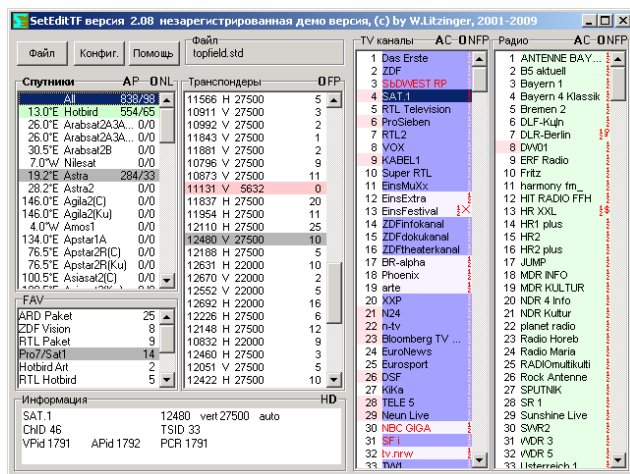 SetEditTF версия 2.08 незарегистрированная демо версия, (c) by W.Litzinger, 2001-2009
Файл Конфиг. Помощь
Файл
topfield.std
Спутники A P O N L
All 838/98
13.0°E Hotbird 554/65
26.0°E Arabsat2A3A... 0/0
26.0°E Arabsat2A3A... 0/0
30.5°E Arabsat2B 0/0
7.0°W Nilesat 0/0
19.2°E Astra 284/33
28.2°E Astra2 0/0
146.0°E Agila2(C) 0/0
146.0°E Agila2(Ku) 0/0
4.0°W Amos1 0/0
134.0°E Apstar1A 0/0
76.5°E Apstar2R(C) 0/0
76.5°E Apstar2R(Ku) 0/0
100.5°E Asiasat2(C) 0/0
FAV
ARD Paket 25
ZDF Vision 8
RTL Paket 9
Pro7/Sat1 14
Hotbird Art 2
RTL Hotbird 5
Транспондеры O F P
11566 H 27500 5
10911 V 27500 3
10992 V 27500 2
11843 V 27500 1
11881 V 27500 2
10796 V 27500 9
10873 V 27500 11
11131 V 5632 0
11837 H 27500 20
11954 H 27500 11
12110 H 27500 25
12480 V 27500 10
12188 H 27500 5
12631 H 22000 10
12670 V 22000 2
12552 V 22000 5
12692 H 22000 16
12226 H 27500 6
12148 H 27500 12
10832 H 22000 9
12460 H 27500 3
12051 V 27500 5
12422 H 27500 10
TV каналы A C O N F P
1 Das Erste
2 ZDF
3 SbDWEST RP
4 SAT.1
5 RTL Television
6 ProSieben
7 RTL2
8 VOX
9 KABEL1
10 Super RTL
11 EinsMuXx
12 EinsExtra
13 EinsFestival
14 ZDFinfokanal
15 ZDFdokukanal
16 ZDFtheaterkanal
17 BR-alpha
18 Phoenix
19 arte
20 XXP
21 N24
22 n-tv
23 Bloomberg TV ...
24 EuroNews
25 Eurosport
26 DSF
27 KiKa
28 TELE 5
29 Neun Live
30 NBC GIGA
31 SF i
32 tv.nrw
33 TW1
Радио A C O N F P
1 ANTENNE BAY...
2 B5 aktuell
3 Bayern 1
4 Bayern 4 Klassik
5 Bremen 2
6 DLF-Kцln
7 DLR-Berlin
8 DW01
9 ERF Radio
10 Fritz
11 harmony fm_
12 HIT RADIO FFH
13 HR XXL
14 HR1 plus
15 HR2
16 HR2 plus
17 JUMP
18 MDR INFO
19 MDR KULTUR
20 NDR 4 Info
21 NDR Kultur
22 planet radio
23 Radio Horeb
24 Radio Maria
25 RADIOmultikulti
26 Rock Antenne
27 SPUTNIK
28 SR 1
29 Sunshine Live
30 SWR2
31 WDR 3
32 WDR 5
Информация HD-
SAT.1 12480 vert 27500 auto
ChID 46 TSID 33
VPid 1791 APid 1792 PCR 1791